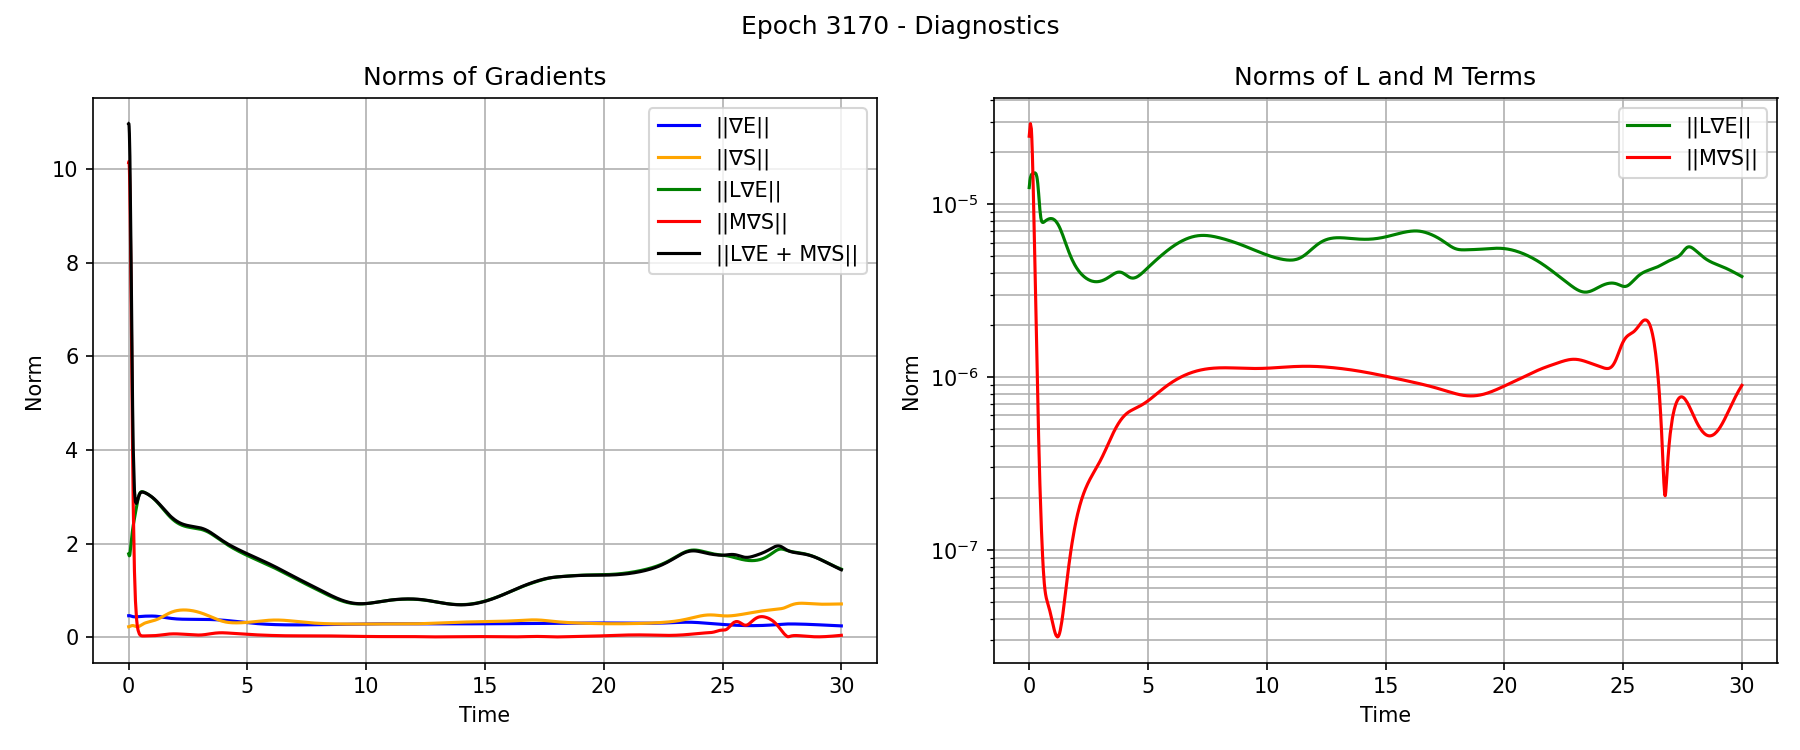 Epoch 3170 - Diagnostics
Norms of Gradients
Norm
10
8
6
4
2
0
||∇E||
||∇S||
||L∇E||
||M∇S||
||L∇E + M∇S||
0 5 10 15 20 25 30
Time
Norms of L and M Terms
Norm
10⁻⁵
10⁻⁶
10⁻⁷
||L∇E||
||M∇S||
0 5 10 15 20 25 30
Time